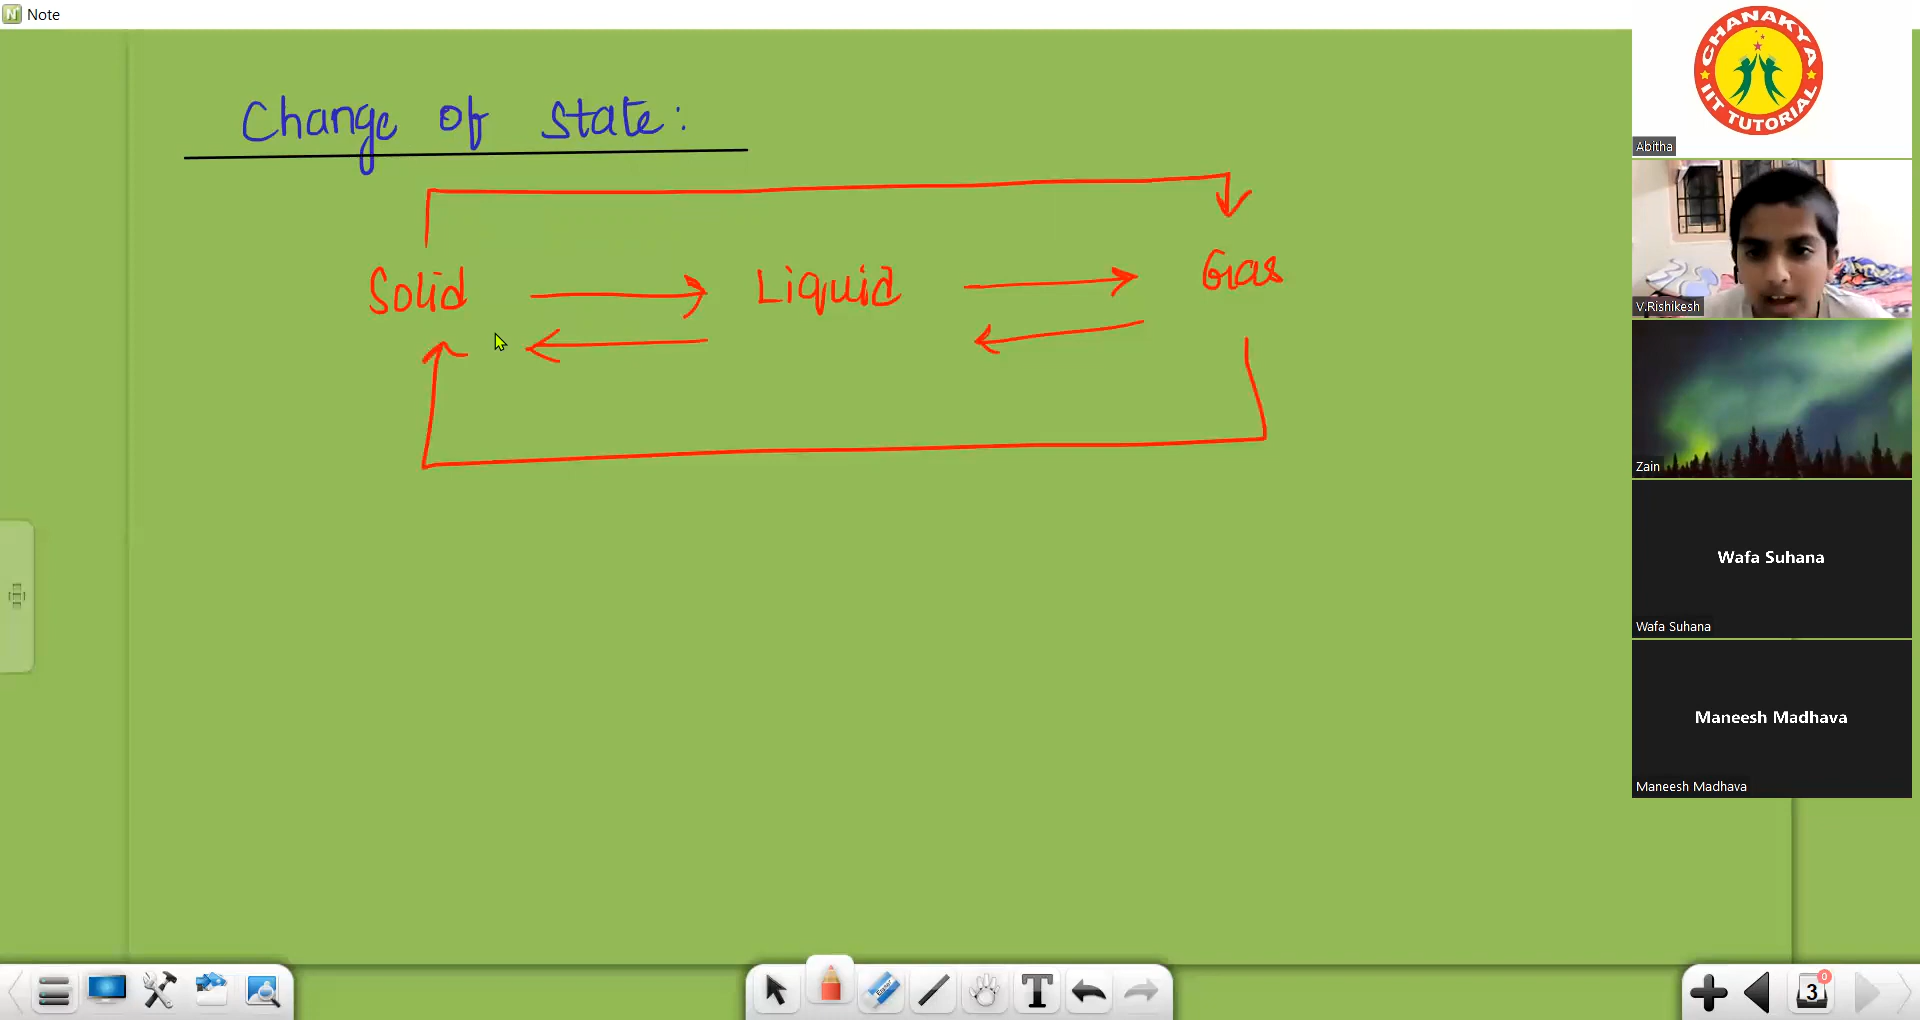 Note
Change of state:
Solid
Liquid
Gas
CHANAKYA
IIT TUTORIAL
Abitha
V.Rishikesh
Zain
Wafa Suhana
Wafa Suhana
Maneesh Madhava
Maneesh Madhava
Eraser
T
3
0